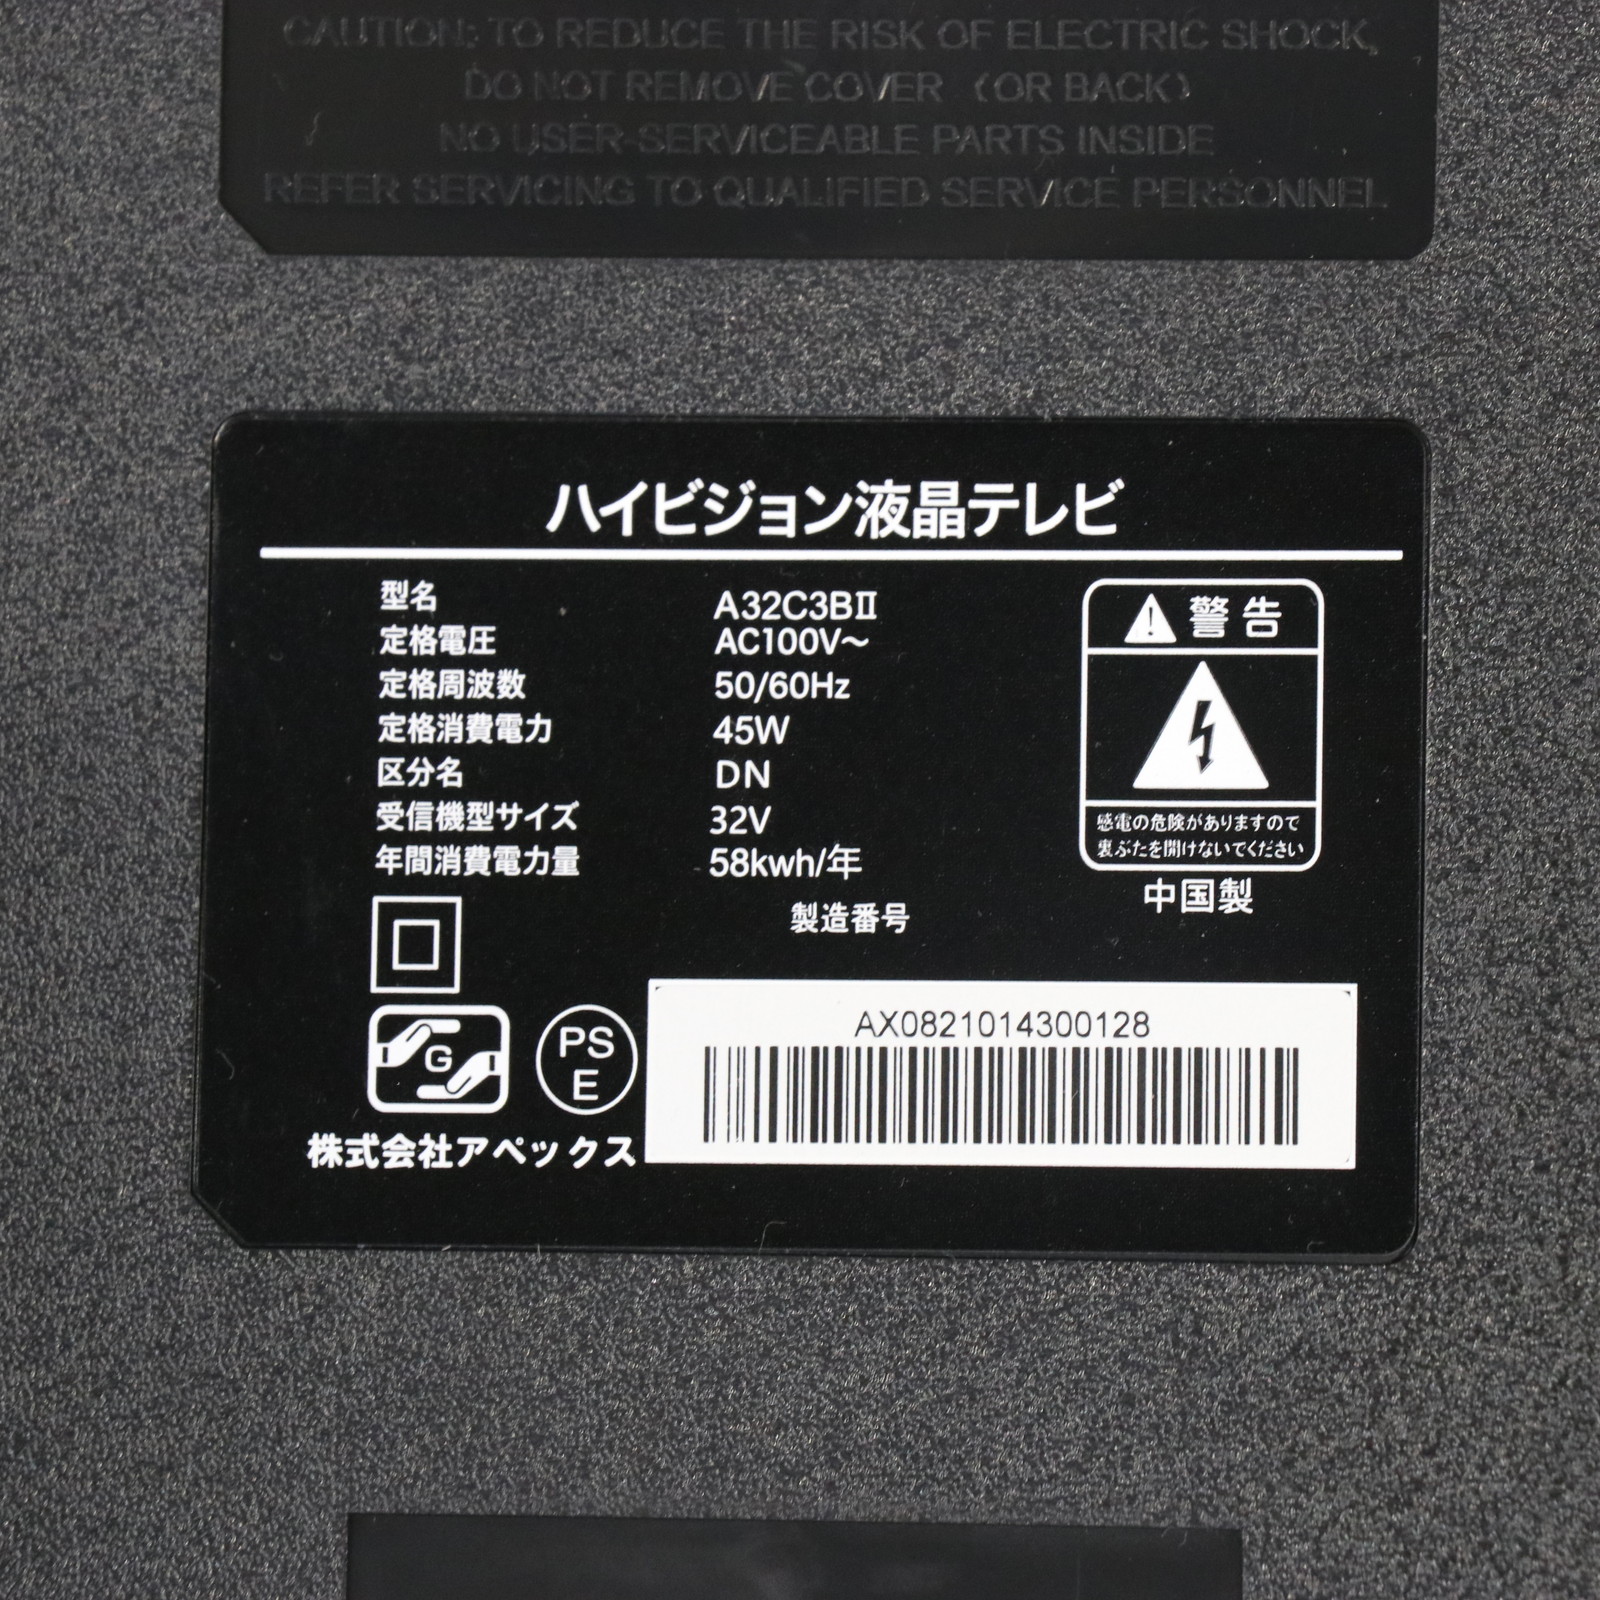 CAUTION: TO REDUCE THE RISK OF ELECTRIC SHOCK,
DO NOT REMOVE COVER (OR BACK)
NO USER-SERVICEABLE PARTS INSIDE
REFER SERVICING TO QUALIFIED SERVICE PERSONNEL
ハイビジョン液晶テレビ
型名 A32C3BⅡ
定格電圧 AC100V～
定格周波数 50/60Hz
定格消費電力 45W
区分名 DN
受信機型サイズ 32V
年間消費電力量 58kwh/年
警告
感電の危険がありますので
裏ぶたを開けないでください
中国製
製造番号
AX0821014300128
G
PS
E
株式会社アペックス